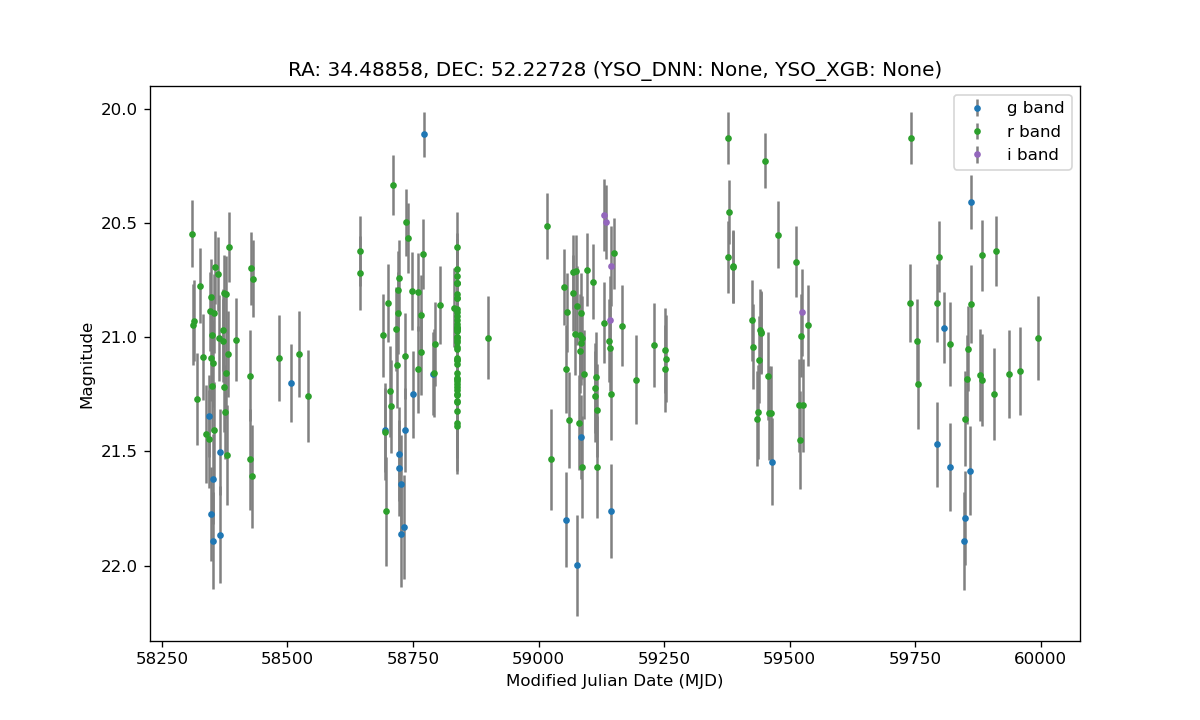 RA: 34.48858, DEC: 52.22728 (YSO_DNN: None, YSO_XGB: None)
g band
r band
i band
20.0
20.5
21.0
21.5
22.0
Magnitude
58250 58500 58750 59000 59250 59500 59750 60000
Modified Julian Date (MJD)